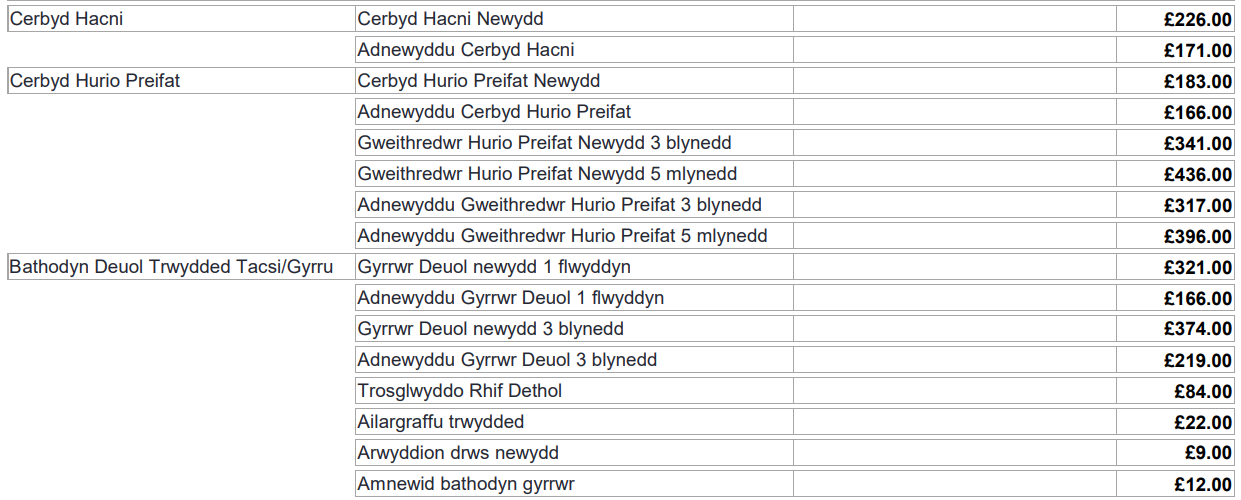 Cerbyd Hacni Cerbyd Hacni Newydd £226.00
Adnewyddu Cerbyd Hacni £171.00
Cerbyd Hurio Preifat Cerbyd Hurio Preifat Newydd £183.00
Adnewyddu Cerbyd Hurio Preifat £166.00
Gweithredwr Hurio Preifat Newydd 3 blynedd £341.00
Gweithredwr Hurio Preifat Newydd 5 mlynedd £436.00
Adnewyddu Gweithredwr Hurio Preifat 3 blynedd £317.00
Adnewyddu Gweithredwr Hurio Preifat 5 mlynedd £396.00
Bathodyn Deuol Trwydded Tacsi/Gyrru Gyrrwr Deuol newydd 1 flwyddyn £321.00
Adnewyddu Gyrrwr Deuol 1 flwyddyn £166.00
Gyrrwr Deuol newydd 3 blynedd £374.00
Adnewyddu Gyrrwr Deuol 3 blynedd £219.00
Trosglwyddo Rhif Dethol £84.00
Ailargraffu trwydded £22.00
Arwyddion drws newydd £9.00
Amnewid bathodyn gyrrwr £12.00